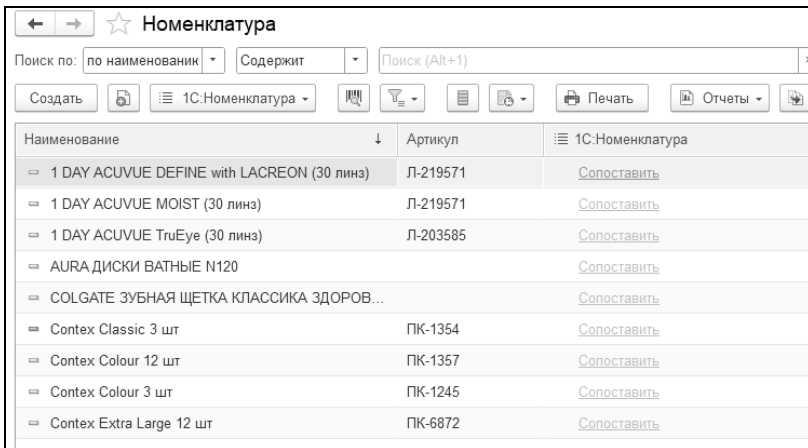 Номенклатура
Поиск по: по наименованик Содержит Поиск (Alt+1)
Создать 1С:Номенклатура Печать Отчеты
Наименование ↓ Артикул 1С:Номенклатура
1 DAY ACUVUE DEFINE with LACREON (30 линз) Л-219571 Сопоставить
1 DAY ACUVUE MOIST (30 линз) Л-219571 Сопоставить
1 DAY ACUVUE TruEye (30 линз) Л-203585 Сопоставить
AURA ДИСКИ ВАТНЫЕ N120 Сопоставить
COLGATE ЗУБНАЯ ЩЕТКА КЛАССИКА ЗДОРОВ... Сопоставить
Contex Classic 3 шт ПК-1354 Сопоставить
Contex Colour 12 шт ПК-1357 Сопоставить
Contex Colour 3 шт ПК-1245 Сопоставить
Contex Extra Large 12 шт ПК-6872 Сопоставить